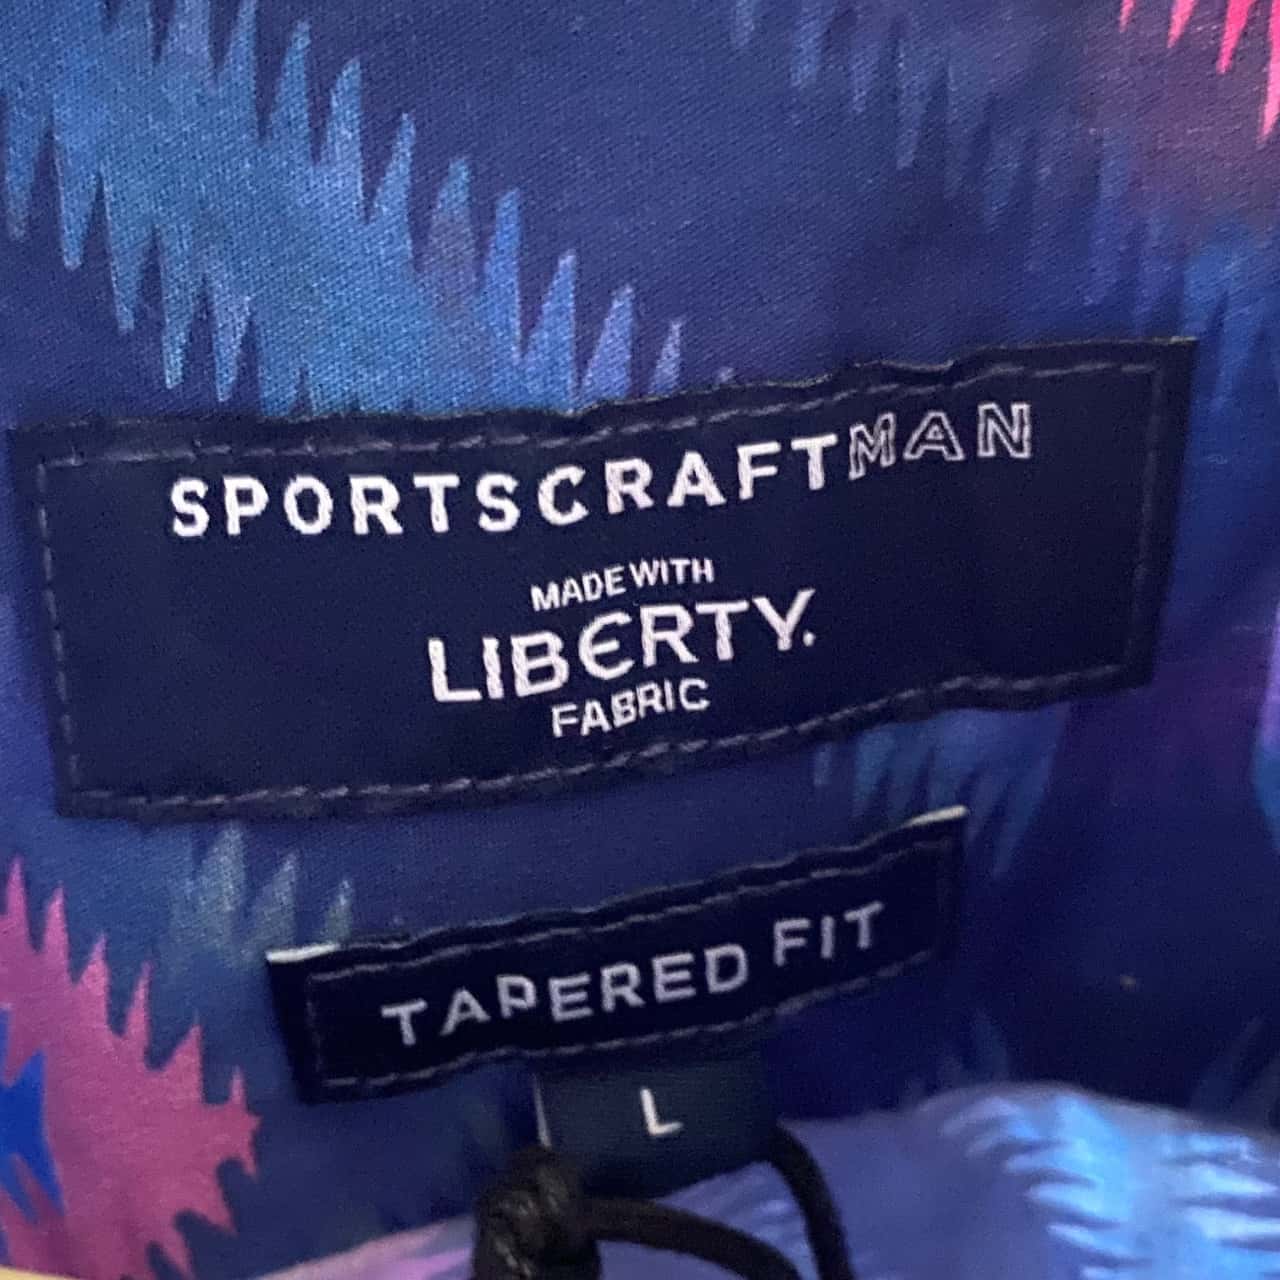 SPORTSCRAFTMAN
MADE WITH
LIBERTY.
FABRIC
TAPERED FIT
L